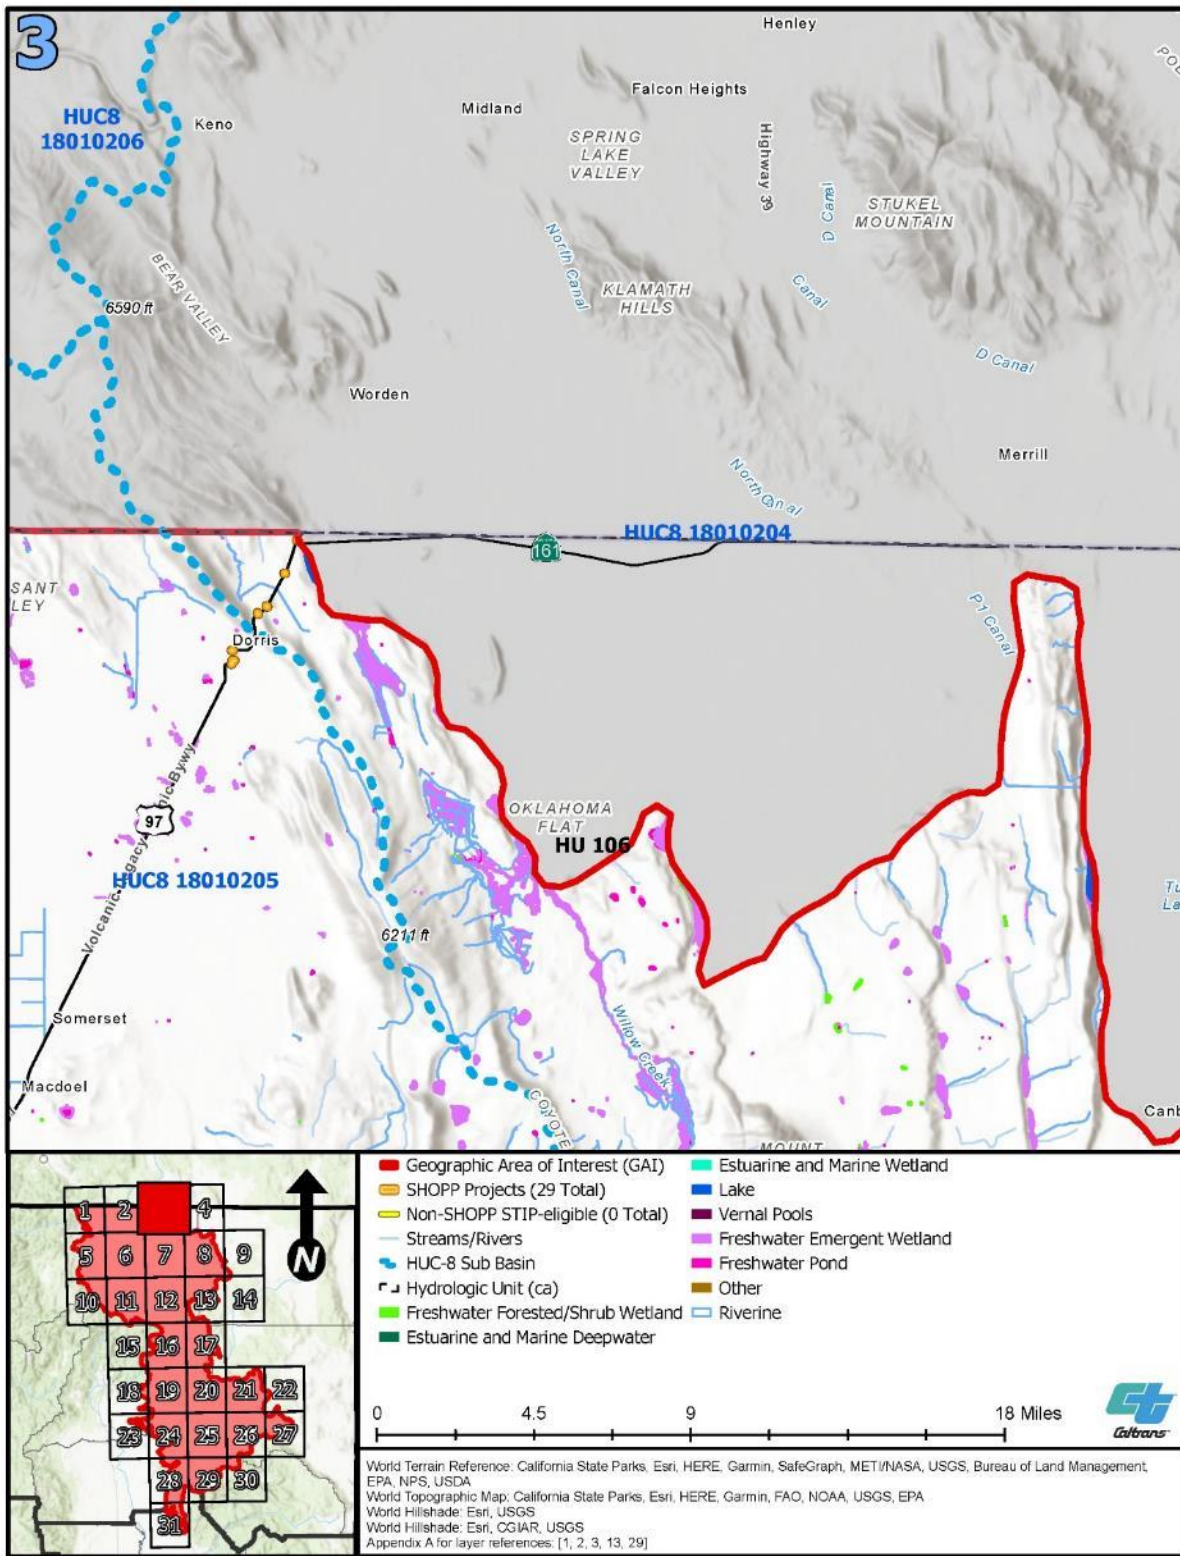 3
Henley
POE
HUC8
18010206
Keno
Midland
Falcon Heights
SPRING
LAKE
VALLEY
Highway 39
D Canal
STUKEL
MOUNTAIN
BEAR VALLEY
North Canal
6590 ft
KLAMATH
HILLS
Canal
D Canal
Worden
Merrill
North Canal
HUC8 18010204
161
SANT
LEY
P1 Canal
Dorris
OKLAHOMA
FLAT
HU 106
97
Volcanic Legacy
nic Bywy
HUC8 18010205
Tu
La
6211 ft
Somerset
Willow Creek
Macdoel
COYOTE
MOUNT
Canb
1
2
4
5
6
7
8
9
10
11
12
13
14
15
16
17
18
19
20
21
22
23
24
25
26
27
28
29
30
31
N
Geographic Area of Interest (GAI)
SHOPP Projects (29 Total)
Non-SHOPP STIP-eligible (0 Total)
Streams/Rivers
HUC-8 Sub Basin
Hydrologic Unit (ca)
Freshwater Forested/Shrub Wetland
Estuarine and Marine Deepwater
Estuarine and Marine Wetland
Lake
Vernal Pools
Freshwater Emergent Wetland
Freshwater Pond
Other
Riverine
0 4.5 9 18 Miles
ct
Caltrans
World Terrain Reference: California State Parks, Esri, HERE, Garmin, SafeGraph, METI/NASA, USGS, Bureau of Land Management,
EPA, NPS, USDA
World Topographic Map: California State Parks, Esri, HERE, Garmin, FAO, NOAA, USGS, EPA
World Hillshade: Esri, USGS
World Hillshade: Esri, CGIAR, USGS
Appendix A for layer references: [1, 2, 3, 13, 29]